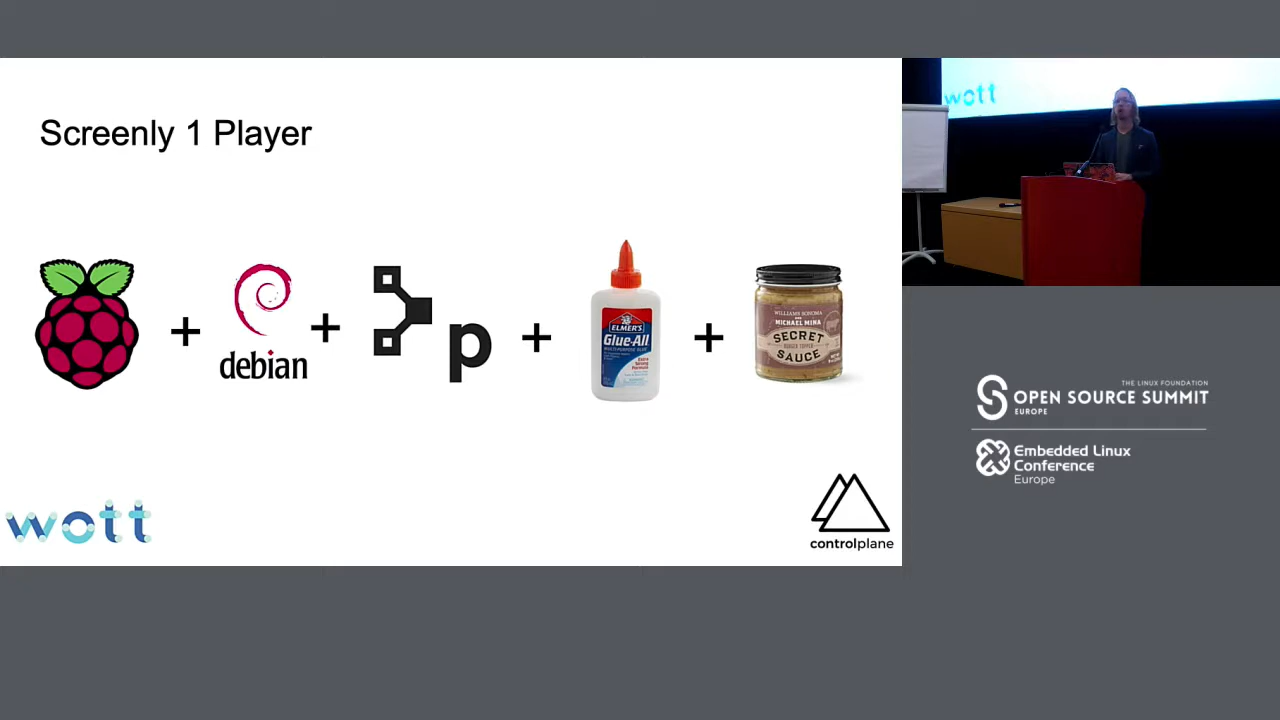 Screenly 1 Player
debian
p
ELMER'S
Glue-All
WILLIAMS SONOMA
MICHAEL MINA
SECRET
SAUCE
wott
controlplane
wott
THE LINUX FOUNDATION
OPEN SOURCE SUMMIT
EUROPE
Embedded Linux
Conference
Europe